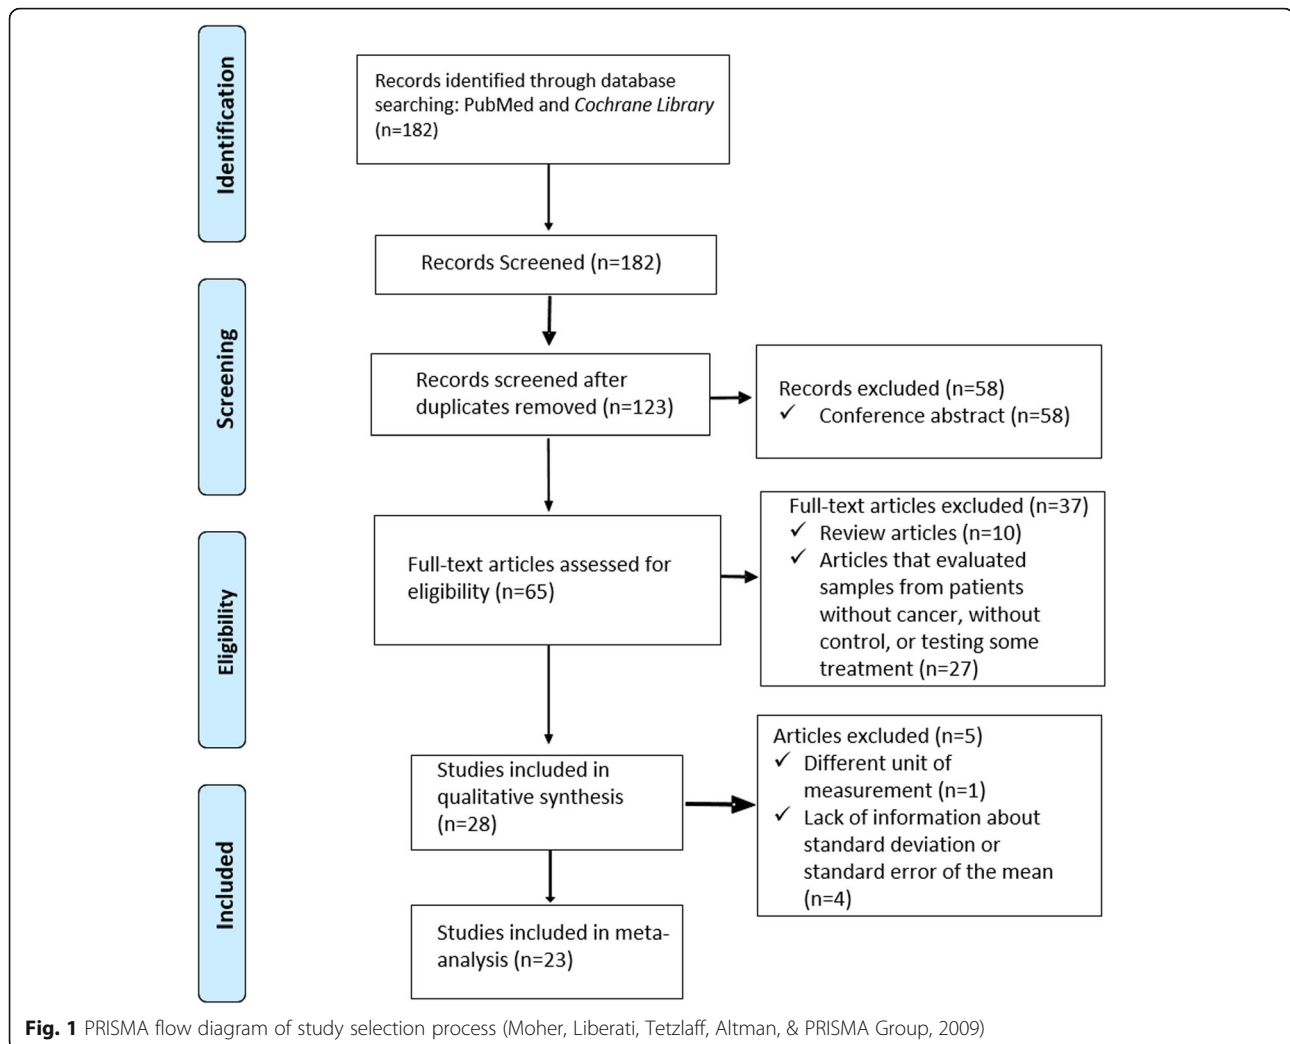 Identification
Records identified through database
searching: PubMed and Cochrane Library
(n=182)
Records Screened (n=182)
Screening
Records screened after
duplicates removed (n=123)
Records excluded (n=58)
✓ Conference abstract (n=58)
Eligibility
Full-text articles assessed for
eligibility (n=65)
Full-text articles excluded (n=37)
✓ Review articles (n=10)
✓ Articles that evaluated
samples from patients
without cancer, without
control, or testing some
treatment (n=27)
Included
Studies included in
qualitative synthesis
(n=28)
Articles excluded (n=5)
✓ Different unit of
measurement (n=1)
✓ Lack of information about
standard deviation or
standard error of the mean
(n=4)
Studies included in meta-
analysis (n=23)
Fig. 1 PRISMA flow diagram of study selection process (Moher, Liberati, Tetzlaff, Altman, & PRISMA Group, 2009)